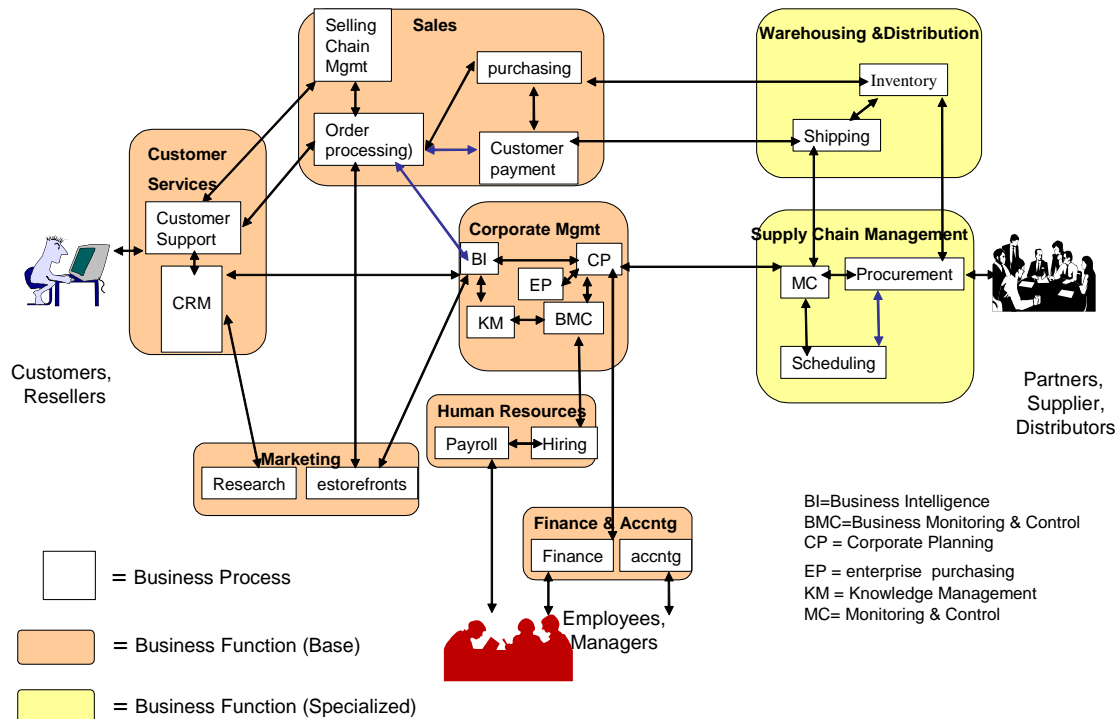 Selling
Chain
Mgmt
Sales
purchasing
Order
processing)
Customer
payment
Warehousing &Distribution
Inventory
Shipping
Customer
Services
Customer
Support
CRM
Customers,
Resellers
Corporate Mgmt
BI
CP
EP
KM
BMC
Supply Chain Management
MC
Procurement
Scheduling
Partners,
Supplier,
Distributors
Human Resources
Payroll
Hiring
Marketing
Research
estorefronts
Finance & Accntg
Finance
accntg
Employees,
Managers
BI=Business Intelligence
BMC=Business Monitoring & Control
CP = Corporate Planning
EP = enterprise purchasing
KM = Knowledge Management
MC= Monitoring & Control
= Business Process
= Business Function (Base)
= Business Function (Specialized)